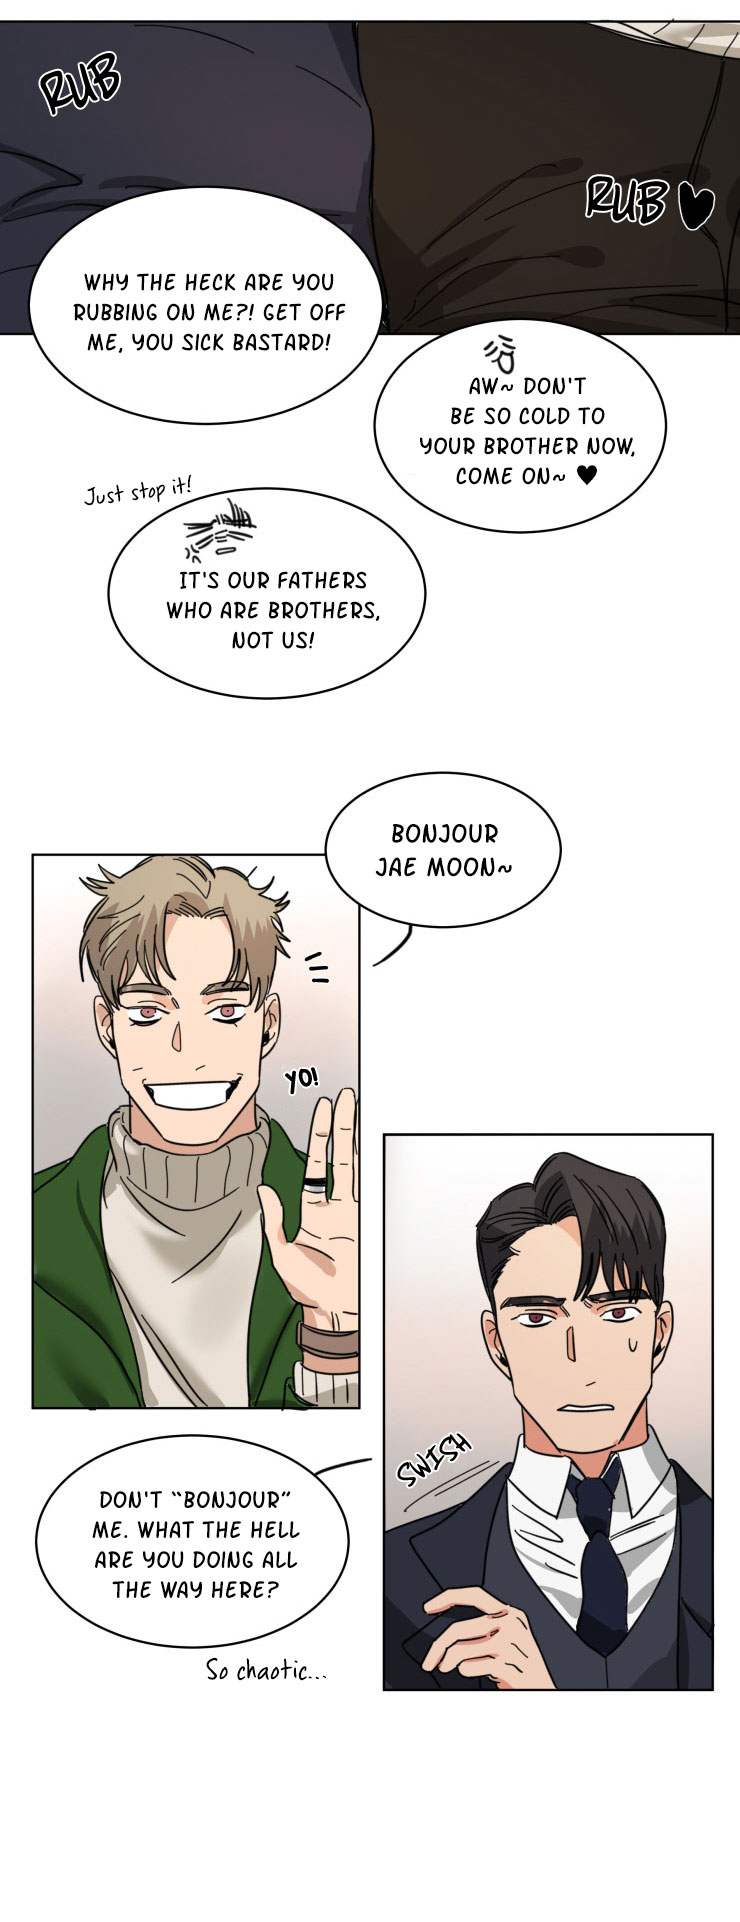 RUB
RUB
WHY THE HECK ARE YOU
RUBBING ON ME?! GET OFF
ME, YOU SICK BASTARD!
AW~ DON'T
BE SO COLD TO
YOUR BROTHER NOW,
COME ON~ ♥
Just stop it!
IT'S OUR FATHERS
WHO ARE BROTHERS,
NOT US!
BONJOUR
JAE MOON~
YO!
SWISH
DON'T “BONJOUR”
ME. WHAT THE HELL
ARE YOU DOING ALL
THE WAY HERE?
So chaotic...